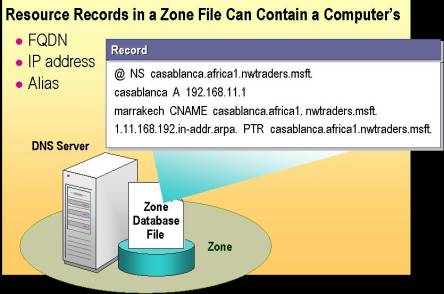 Resource Records in a Zone File Can Contain a Computer's
FQDN
IP address
Alias
Record
@ NS casablanca.africa1.nwtraders.msft.
casablanca A 192.168.11.1
marrakech CNAME casablanca.africa1. nwtraders.msft.
1.11.168.192.in-addr.arpa. PTR casablanca.africa1.nwtraders.msft.
DNS Server
Zone
Database
File
Zone